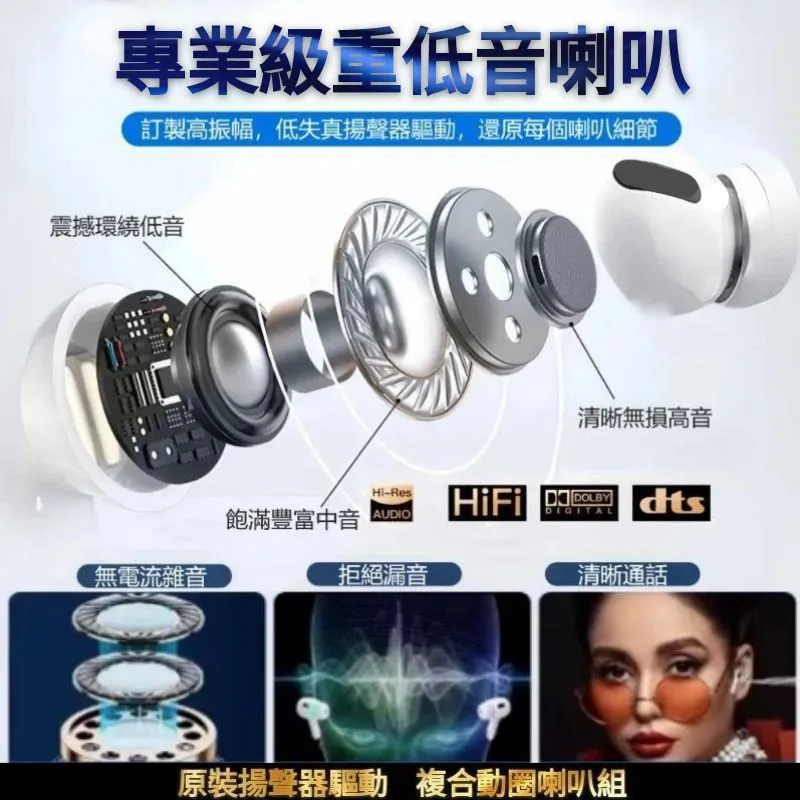 專業級重低音喇叭
訂製高振幅，低失真揚聲器驅動，還原每個喇叭細節
震撼環繞低音
清晰無損高音
飽滿豐富中音
Hi-Res
AUDIO
HiFi
DOLBY
DIGITAL
dts
無電流雜音
拒絕漏音
清晰通話
原裝揚聲器驅動 複合動圈喇叭組